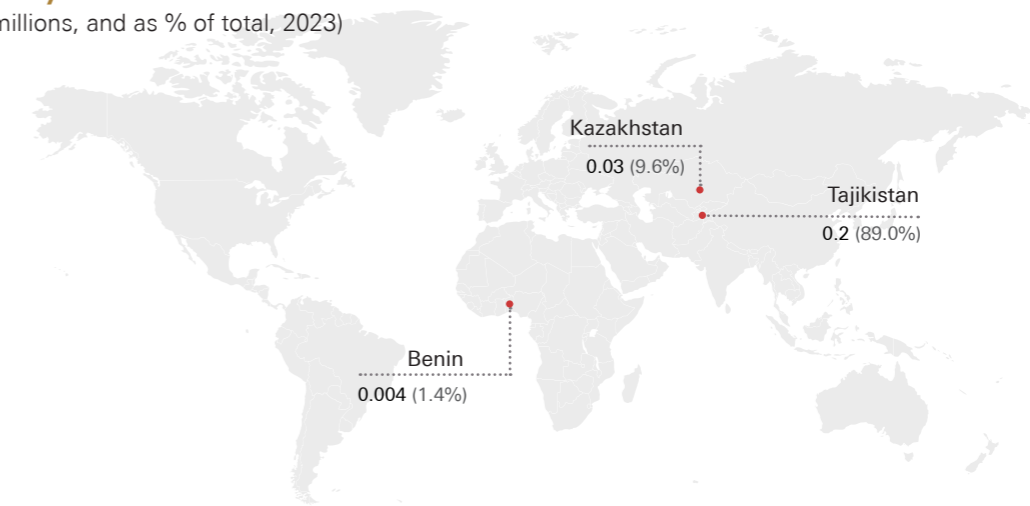 millions, and as % of total, 2023)
Kazakhstan
0.03 (9.6%)
Tajikistan
0.2 (89.0%)
Benin
0.004 (1.4%)